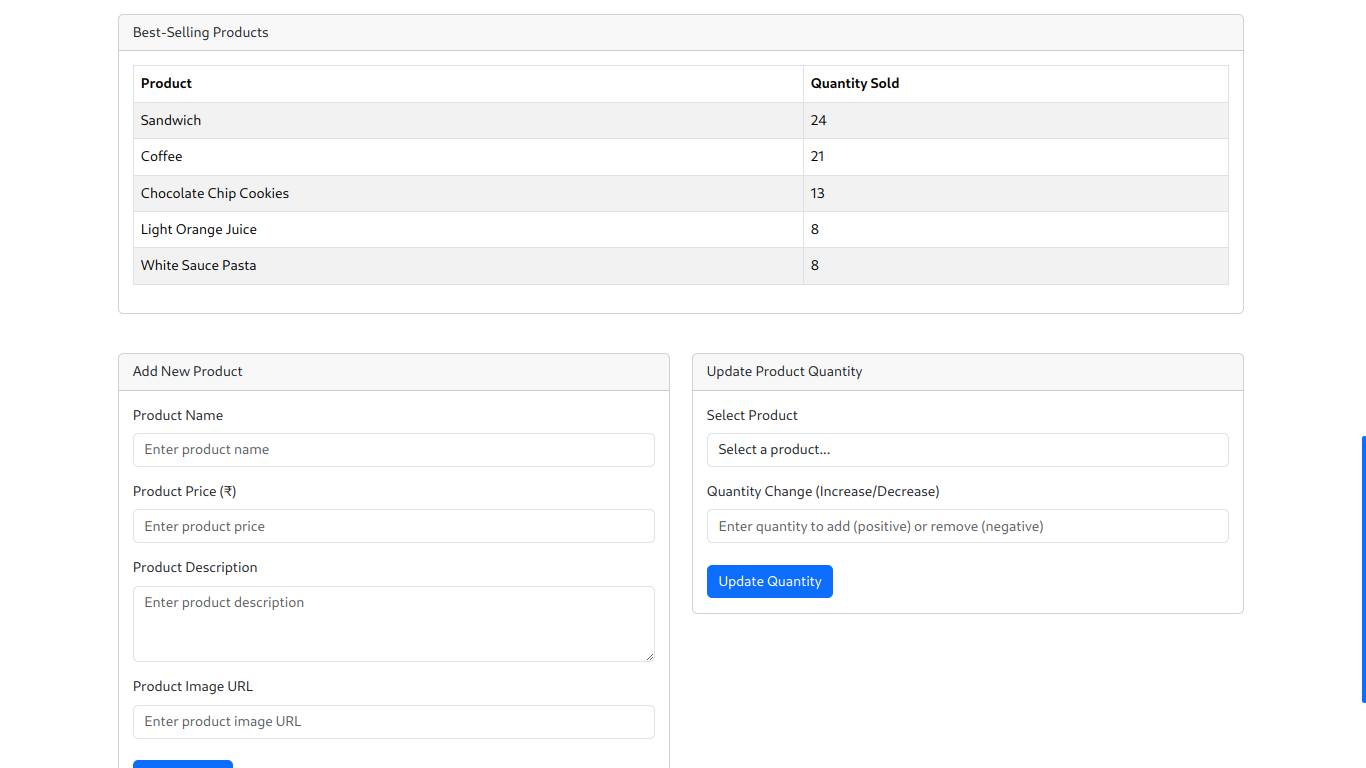 Best-Selling Products
Product Quantity Sold
Sandwich 24
Coffee 21
Chocolate Chip Cookies 13
Light Orange Juice 8
White Sauce Pasta 8
Add New Product
Product Name
Enter product name
Product Price (₹)
Enter product price
Product Description
Enter product description
Product Image URL
Enter product image URL
Update Product Quantity
Select Product
Select a product...
Quantity Change (Increase/Decrease)
Enter quantity to add (positive) or remove (negative)
Update Quantity